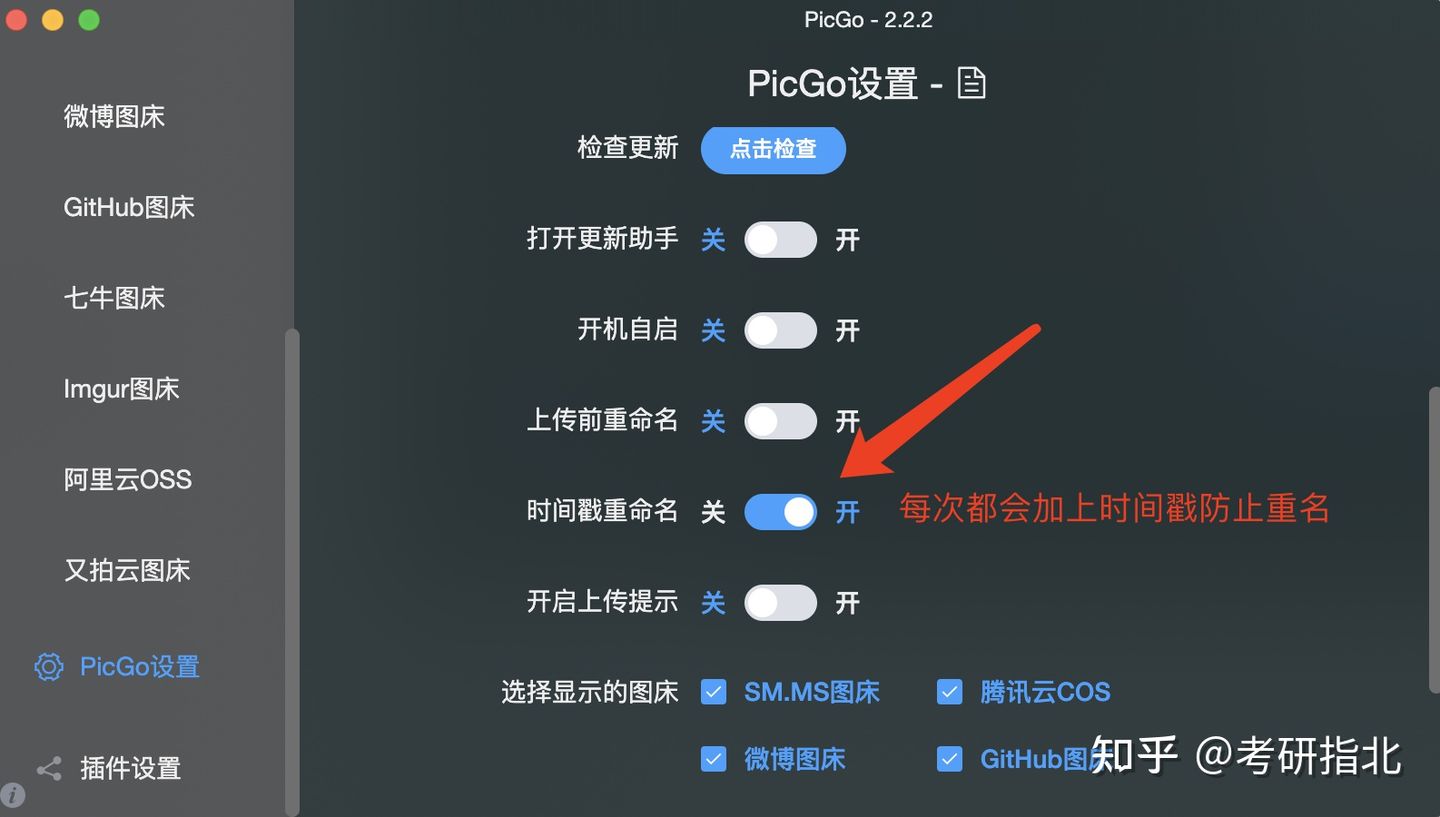 PicGo - 2.2.2
微博图床
GitHub图床
七牛图床
Imgur图床
阿里云OSS
又拍云图床
PicGo设置
插件设置
PicGo设置 -
检查更新 点击检查
打开更新助手 关 开
开机自启 关 开
上传前重命名 关 开
时间戳重命名 关 开 每次都会加上时间戳防止重名
开启上传提示 关 开
选择显示的图床 SM.MS图床 腾讯云COS
微博图床 GitHub图床
知乎 @考研指北